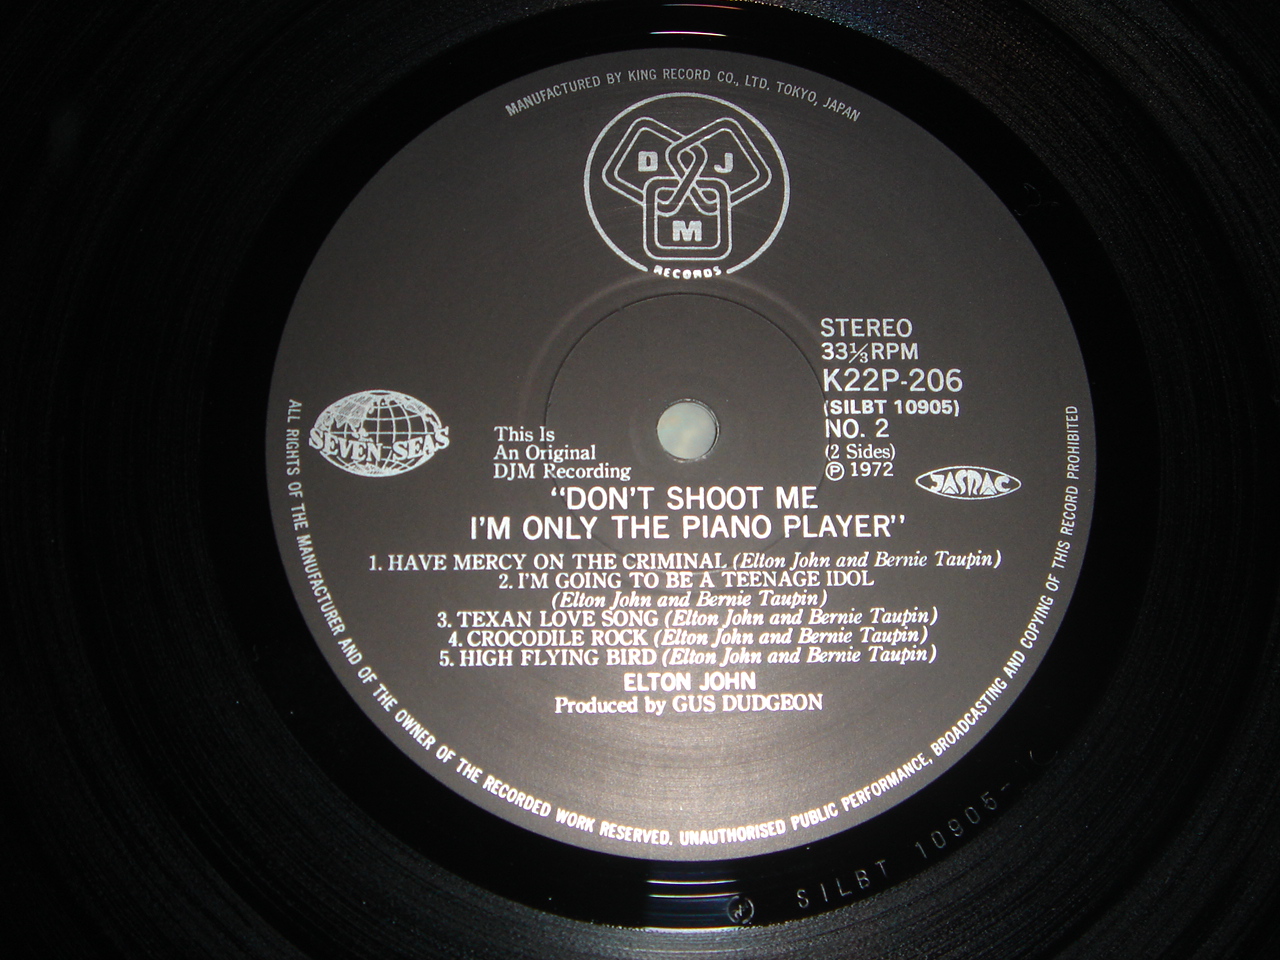 MANUFACTURED BY KING RECORD CO., LTD. TOKYO, JAPAN
D J
M
RECORDS
STEREO
33⅓RPM
K22P-206
(SILBT 10905)
NO. 2
(2 Sides)
Ⓟ 1972
JASRAC
SEVEN-SEAS
This Is
An Original
DJM Recording
"DON'T SHOOT ME
I'M ONLY THE PIANO PLAYER"
1. HAVE MERCY ON THE CRIMINAL (Elton John and Bernie Taupin)
2. I'M GOING TO BE A TEENAGE IDOL
(Elton John and Bernie Taupin)
3. TEXAN LOVE SONG (Elton John and Bernie Taupin)
4. CROCODILE ROCK (Elton John and Bernie Taupin)
5. HIGH FLYING BIRD (Elton John and Bernie Taupin)
ELTON JOHN
Produced by GUS DUDGEON
ALL RIGHTS OF THE MANUFACTURER AND OF THE OWNER OF THE RECORDED WORK RESERVED. UNAUTHORISED PUBLIC PERFORMANCE, BROADCASTING AND COPYING OF THIS RECORD PROHIBITED
SILBT 10905-